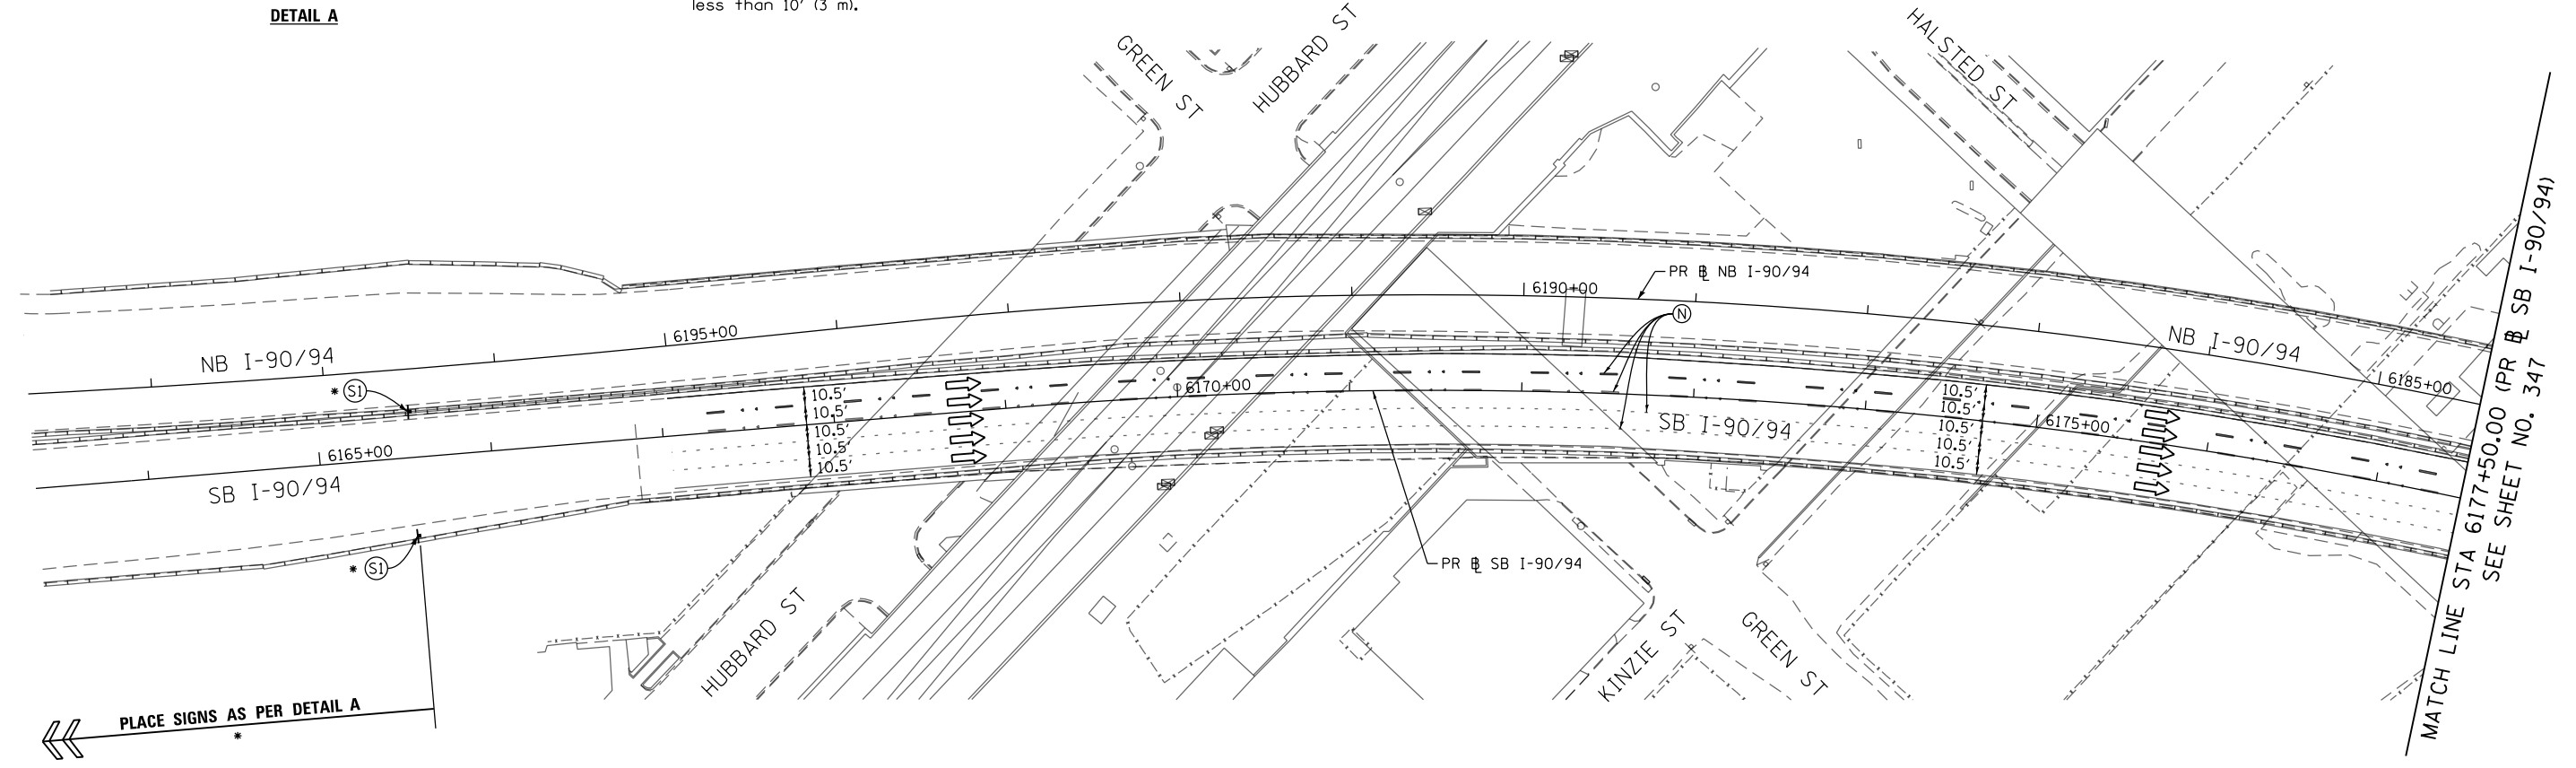 DETAIL A
less than 10' (3 m).
GREEN ST
HUBBARD ST
HALSTED ST
PR ⅊ NB I-90/94
6190+00
N
6195+00
NB I-90/94
NB I-90/94
* S1
6185+00
6170+00
10.5'
10.5'
10.5'
10.5'
10.5'
10.5'
10.5'
10.5'
10.5'
10.5'
6175+00
SB I-90/94
6165+00
SB I-90/94
* S1
PR ⅊ SB I-90/94
HUBBARD ST
KINZIE ST
GREEN ST
PLACE SIGNS AS PER DETAIL A
*
MATCH LINE STA 6177+50.00 (PR ⅊ SB I-90/94)
SEE SHEET NO. 347